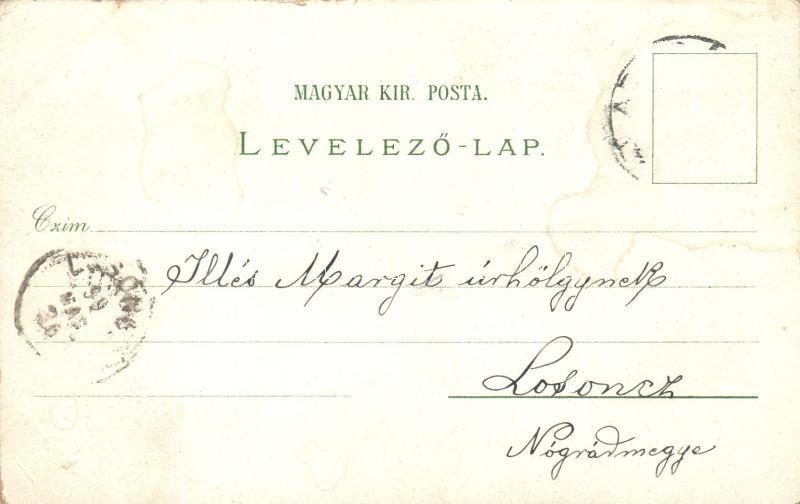 MAGYAR KIR. POSTA.
LEVELEZŐ-LAP.
Czim
Illés Margit úrhölgynek
Losoncz
Nógrádmegye